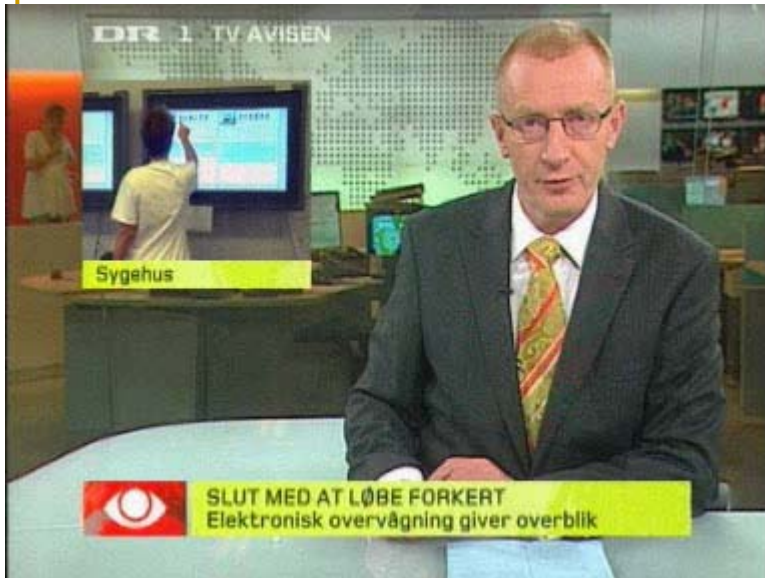 DR 1 TV AVISEN
Sygehus
SLUT MED AT LØBE FORKERT
Elektronisk overvågning giver overblik